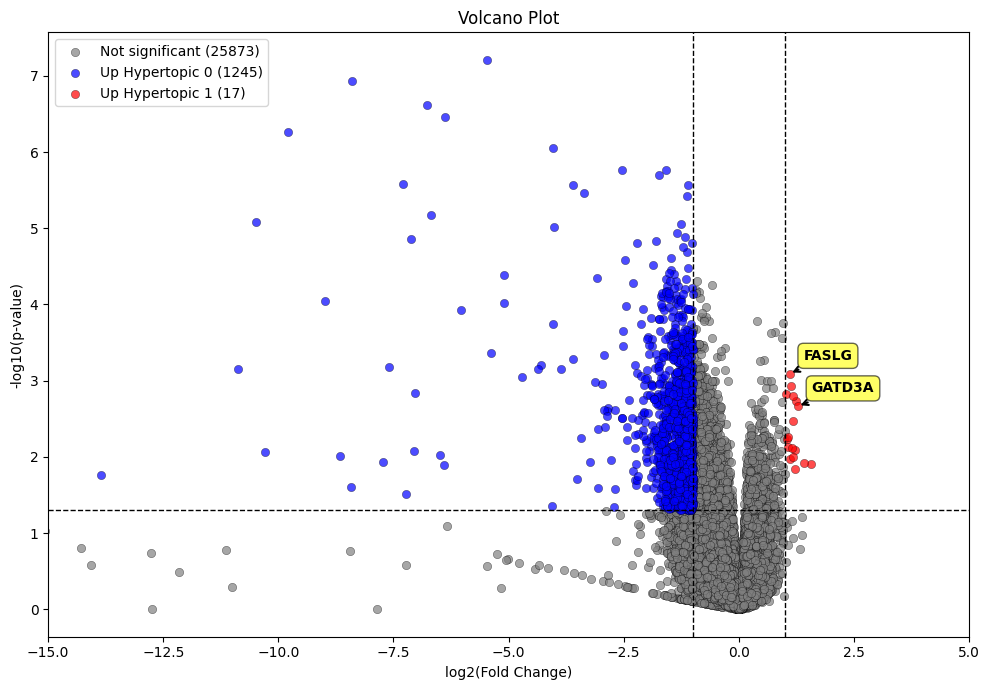 Volcano Plot
Not significant (25873)
Up Hypertopic 0 (1245)
Up Hypertopic 1 (17)
FASLG
GATD3A
-log10(p-value)
7
6
5
4
3
2
1
0
−15.0 −12.5 −10.0 −7.5 −5.0 −2.5 0.0 2.5 5.0
log2(Fold Change)